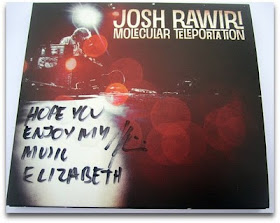 JOSH RAWIRI
MOLECULAR TELEPORTATION
HOPE YOU
ENJOY MY
MUSIC
ELIZABETH